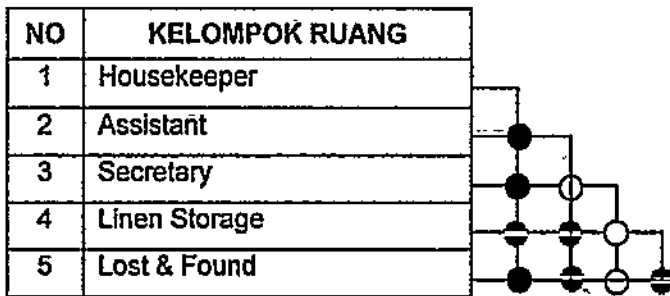 NO KELOMPOK RUANG
1 Housekeeper
2 Assistant
3 Secretary
4 Linen Storage
5 Lost & Found